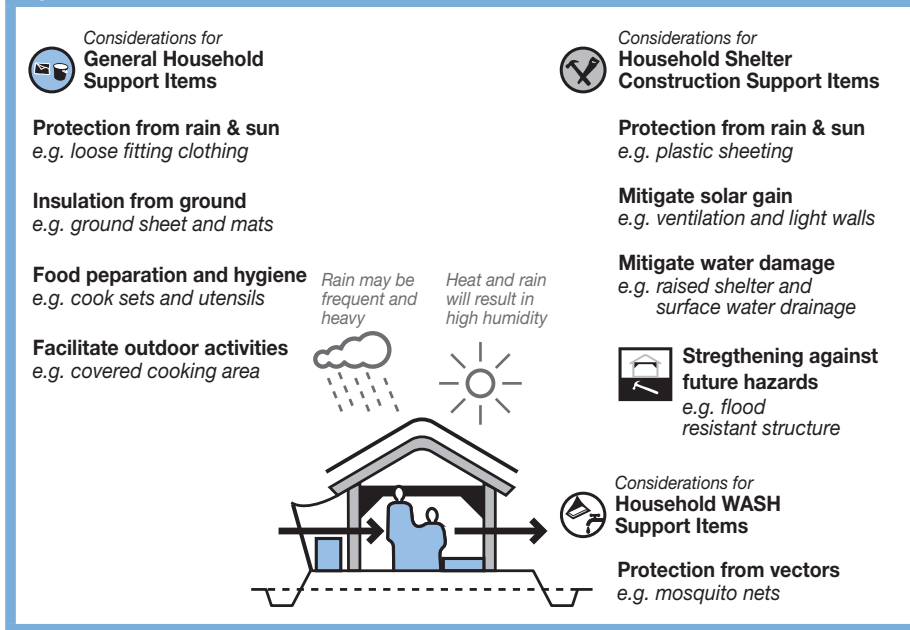 Considerations for
General Household
Support Items
Protection from rain & sun
e.g. loose fitting clothing
Insulation from ground
e.g. ground sheet and mats
Food peparation and hygiene
e.g. cook sets and utensils
Facilitate outdoor activities
e.g. covered cooking area
Rain may be
frequent and
heavy
Heat and rain
will result in
high humidity
Considerations for
Household Shelter
Construction Support Items
Protection from rain & sun
e.g. plastic sheeting
Mitigate solar gain
e.g. ventilation and light walls
Mitigate water damage
e.g. raised shelter and
surface water drainage
Stregthening against
future hazards
e.g. flood
resistant structure
Considerations for
Household WASH
Support Items
Protection from vectors
e.g. mosquito nets